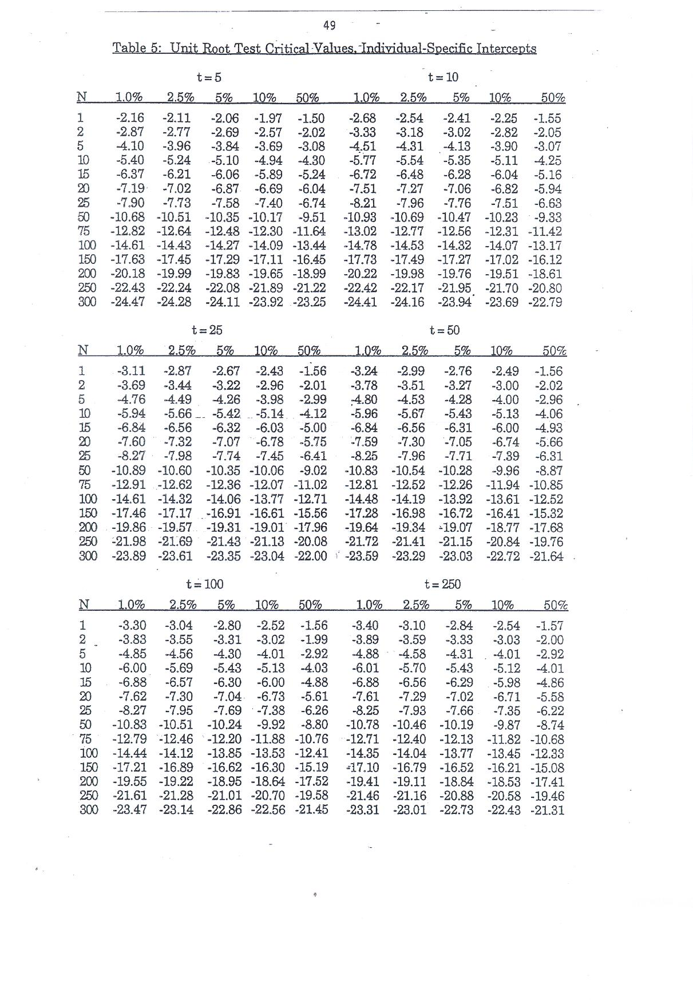 49
Table 5: Unit Root Test Critical Values, Individual-Specific Intercepts
t=5 t=10
N 1.0% 2.5% 5% 10% 50% 1.0% 2.5% 5% 10% 50%
1 -2.16 -2.11 -2.06 -1.97 -1.50 -2.68 -2.54 -2.41 -2.25 -1.55
2 -2.87 -2.77 -2.69 -2.57 -2.02 -3.33 -3.18 -3.02 -2.82 -2.05
5 -4.10 -3.96 -3.84 -3.69 -3.08 -4.51 -4.31 -4.13 -3.90 -3.07
10 -5.40 -5.24 -5.10 -4.94 -4.30 -5.77 -5.54 -5.35 -5.11 -4.25
15 -6.37 -6.21 -6.06 -5.89 -5.24 -6.72 -6.48 -6.28 -6.04 -5.16
20 -7.19 -7.02 -6.87 -6.69 -6.04 -7.51 -7.27 -7.06 -6.82 -5.94
25 -7.90 -7.73 -7.58 -7.40 -6.74 -8.21 -7.96 -7.76 -7.51 -6.63
50 -10.68 -10.51 -10.35 -10.17 -9.51 -10.93 -10.69 -10.47 -10.23 -9.33
75 -12.82 -12.64 -12.48 -12.30 -11.64 -13.02 -12.77 -12.56 -12.31 -11.42
100 -14.61 -14.43 -14.27 -14.09 -13.44 -14.78 -14.53 -14.32 -14.07 -13.17
150 -17.63 -17.45 -17.29 -17.11 -16.45 -17.73 -17.49 -17.27 -17.02 -16.12
200 -20.18 -19.99 -19.83 -19.65 -18.99 -20.22 -19.98 -19.76 -19.51 -18.61
250 -22.43 -22.24 -22.08 -21.89 -21.22 -22.42 -22.17 -21.95 -21.70 -20.80
300 -24.47 -24.28 -24.11 -23.92 -23.25 -24.41 -24.16 -23.94 -23.69 -22.79
t=25 t=50
N 1.0% 2.5% 5% 10% 50% 1.0% 2.5% 5% 10% 50%
1 -3.11 -2.87 -2.67 -2.43 -1.56 -3.24 -2.99 -2.76 -2.49 -1.56
2 -3.69 -3.44 -3.22 -2.96 -2.01 -3.78 -3.51 -3.27 -3.00 -2.02
5 -4.76 -4.49 -4.26 -3.98 -2.99 -4.80 -4.53 -4.28 -4.00 -2.96
10 -5.94 -5.66 -5.42 -5.14 -4.12 -5.96 -5.67 -5.43 -5.13 -4.06
15 -6.84 -6.56 -6.32 -6.03 -5.00 -6.84 -6.56 -6.31 -6.00 -4.93
20 -7.60 -7.32 -7.07 -6.78 -5.75 -7.59 -7.30 -7.05 -6.74 -5.66
25 -8.27 -7.98 -7.74 -7.45 -6.41 -8.25 -7.96 -7.71 -7.39 -6.31
50 -10.89 -10.60 -10.35 -10.06 -9.02 -10.83 -10.54 -10.28 -9.96 -8.87
75 -12.91 -12.62 -12.36 -12.07 -11.02 -12.81 -12.52 -12.26 -11.94 -10.85
100 -14.61 -14.32 -14.06 -13.77 -12.71 -14.48 -14.19 -13.92 -13.61 -12.52
150 -17.46 -17.17 -16.91 -16.61 -15.56 -17.28 -16.98 -16.72 -16.41 -15.32
200 -19.86 -19.57 -19.31 -19.01 -17.96 -19.64 -19.34 -19.07 -18.77 -17.68
250 -21.98 -21.69 -21.43 -21.13 -20.08 -21.72 -21.41 -21.15 -20.84 -19.76
300 -23.89 -23.61 -23.35 -23.04 -22.00 -23.59 -23.29 -23.03 -22.72 -21.64
t=100 t=250
N 1.0% 2.5% 5% 10% 50% 1.0% 2.5% 5% 10% 50%
1 -3.30 -3.04 -2.80 -2.52 -1.56 -3.40 -3.10 -2.84 -2.54 -1.57
2 -3.83 -3.55 -3.31 -3.02 -1.99 -3.89 -3.59 -3.33 -3.03 -2.00
5 -4.85 -4.56 -4.30 -4.01 -2.92 -4.88 -4.58 -4.31 -4.01 -2.92
10 -6.00 -5.69 -5.43 -5.13 -4.03 -6.01 -5.70 -5.43 -5.12 -4.01
15 -6.88 -6.57 -6.30 -6.00 -4.88 -6.88 -6.56 -6.29 -5.98 -4.86
20 -7.62 -7.30 -7.04 -6.73 -5.61 -7.61 -7.29 -7.02 -6.71 -5.58
25 -8.27 -7.95 -7.69 -7.38 -6.26 -8.25 -7.93 -7.66 -7.35 -6.22
50 -10.83 -10.51 -10.24 -9.92 -8.80 -10.78 -10.46 -10.19 -9.87 -8.74
75 -12.79 -12.46 -12.20 -11.88 -10.76 -12.71 -12.40 -12.13 -11.82 -10.68
100 -14.44 -14.12 -13.85 -13.53 -12.41 -14.35 -14.04 -13.77 -13.45 -12.33
150 -17.21 -16.89 -16.62 -16.30 -15.19 -17.10 -16.79 -16.52 -16.21 -15.08
200 -19.55 -19.22 -18.95 -18.64 -17.52 -19.41 -19.11 -18.84 -18.53 -17.41
250 -21.61 -21.28 -21.01 -20.70 -19.58 -21.46 -21.16 -20.88 -20.58 -19.46
300 -23.47 -23.14 -22.86 -22.56 -21.45 -23.31 -23.01 -22.73 -22.43 -21.31